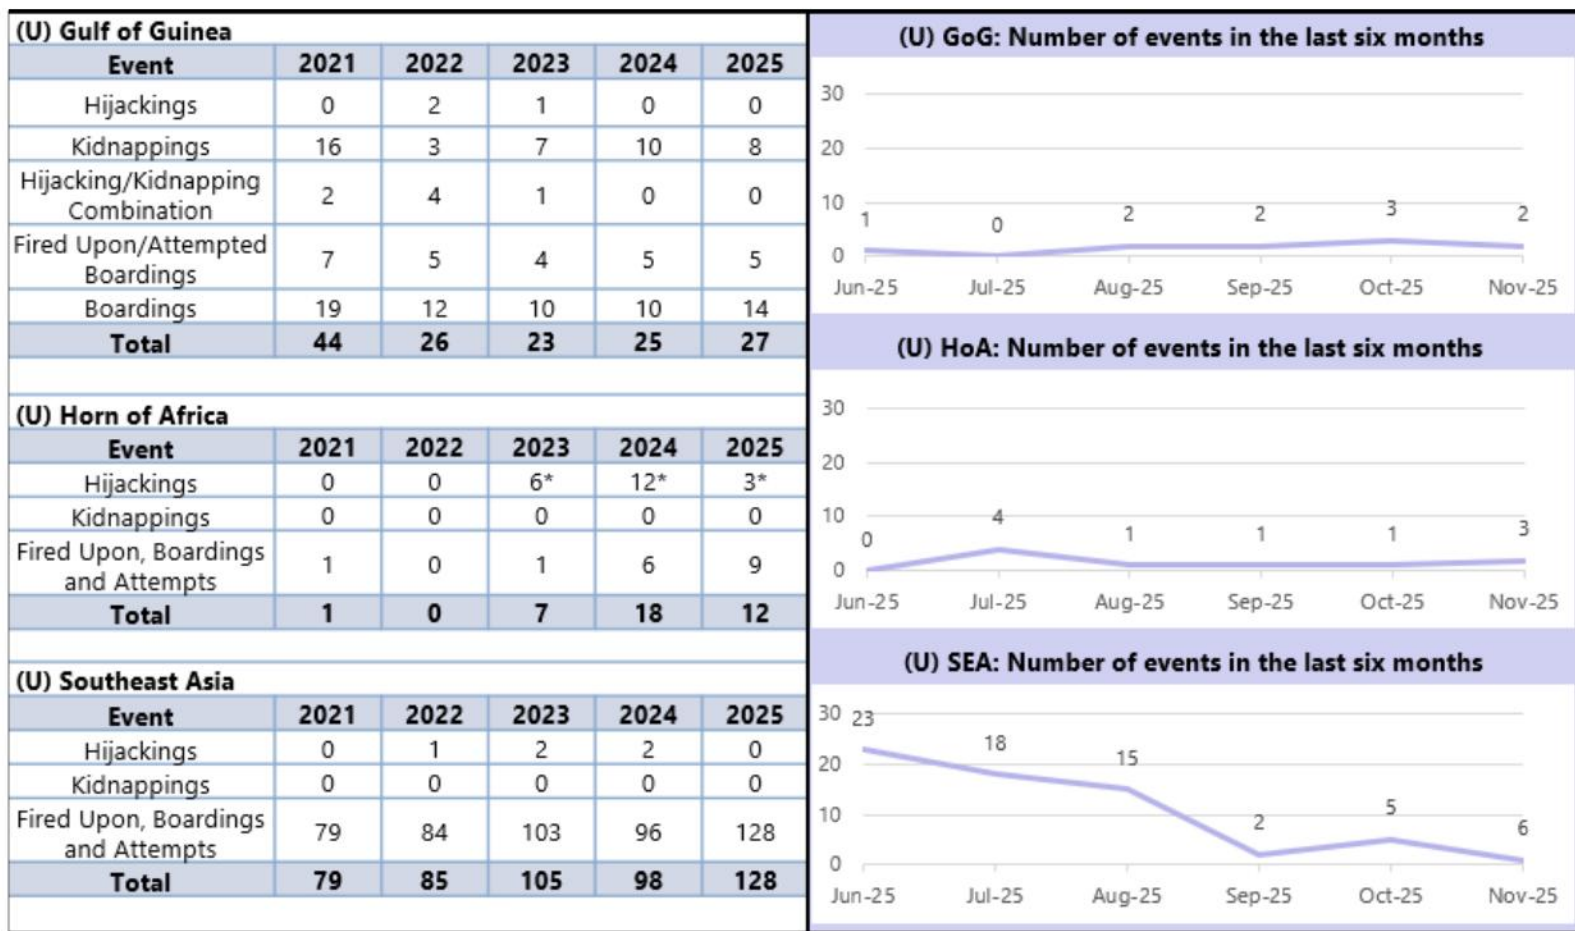 (U) Gulf of Guinea
Event 2021 2022 2023 2024 2025
Hijackings 0 2 1 0 0
Kidnappings 16 3 7 10 8
Hijacking/Kidnapping
Combination 2 4 1 0 0
Fired Upon/Attempted
Boardings 7 5 4 5 5
Boardings 19 12 10 10 14
Total 44 26 23 25 27
(U) Horn of Africa
Event 2021 2022 2023 2024 2025
Hijackings 0 0 6* 12* 3*
Kidnappings 0 0 0 0 0
Fired Upon, Boardings
and Attempts 1 0 1 6 9
Total 1 0 7 18 12
(U) Southeast Asia
Event 2021 2022 2023 2024 2025
Hijackings 0 1 2 2 0
Kidnappings 0 0 0 0 0
Fired Upon, Boardings
and Attempts 79 84 103 96 128
Total 79 85 105 98 128
(U) GoG: Number of events in the last six months
30
20
10
0
1 0 2 2 3 2
Jun-25 Jul-25 Aug-25 Sep-25 Oct-25 Nov-25
(U) HoA: Number of events in the last six months
30
20
10
0
0 4 1 1 1 3
Jun-25 Jul-25 Aug-25 Sep-25 Oct-25 Nov-25
(U) SEA: Number of events in the last six months
30
20
10
0
23 18 15 2 5 6
Jun-25 Jul-25 Aug-25 Sep-25 Oct-25 Nov-25